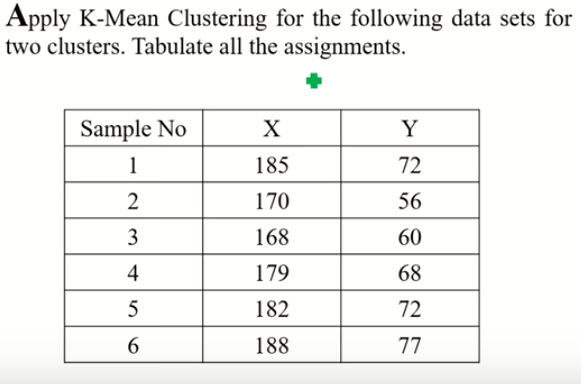 Apply K-Mean Clustering for the following data sets for
two clusters. Tabulate all the assignments.
Sample No X Y
1 185 72
2 170 56
3 168 60
4 179 68
5 182 72
6 188 77